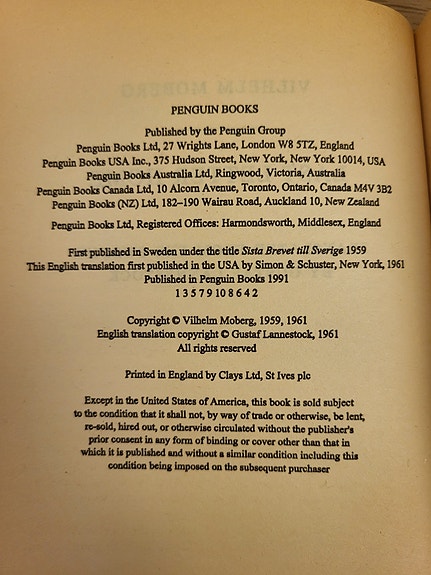 VILHELM MOBERG
PENGUIN BOOKS
Published by the Penguin Group
Penguin Books Ltd, 27 Wrights Lane, London W8 5TZ, England
Penguin Books USA Inc., 375 Hudson Street, New York, New York 10014, USA
Penguin Books Australia Ltd, Ringwood, Victoria, Australia
Penguin Books Canada Ltd, 10 Alcorn Avenue, Toronto, Ontario, Canada M4V 3B2
Penguin Books (NZ) Ltd, 182–190 Wairau Road, Auckland 10, New Zealand
Penguin Books Ltd, Registered Offices: Harmondsworth, Middlesex, England
First published in Sweden under the title Sista Brevet till Sverige 1959
This English translation first published in the USA by Simon & Schuster, New York, 1961
Published in Penguin Books 1991
1 3 5 7 9 10 8 6 4 2
Copyright © Vilhelm Moberg, 1959, 1961
English translation copyright © Gustaf Lannestock, 1961
All rights reserved
Printed in England by Clays Ltd, St Ives plc
Except in the United States of America, this book is sold subject
to the condition that it shall not, by way of trade or otherwise, be lent,
re-sold, hired out, or otherwise circulated without the publisher's
prior consent in any form of binding or cover other than that in
which it is published and without a similar condition including this
condition being imposed on the subsequent purchaser